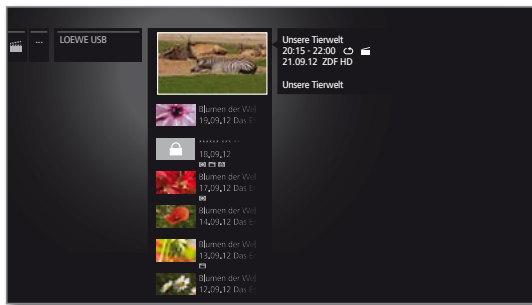 ...
LOEWE USB
Unsere Tierwelt
20:15 - 22:00
21.09.12 ZDF HD
Unsere Tierwelt
Blumen der Wel
19.09.12 Das E
****** *** **
18.09.12
Blumen der Wel
17.09.12 Das E
Blumen der Wel
14.09.12 Das E
Blumen der Wel
13.09.12 Das E
Blumen der Wel
12.09.12 Das E